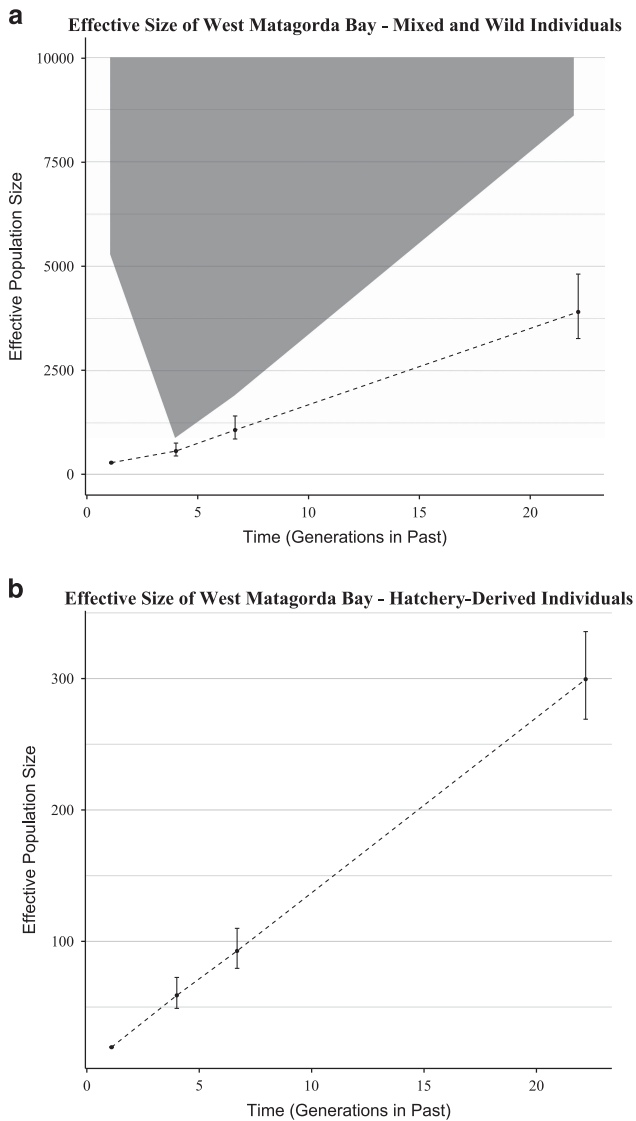 a
Effective Size of West Matagorda Bay - Mixed and Wild Individuals
10000
7500
5000
2500
0
Effective Population Size
0 5 10 15 20
Time (Generations in Past)
b
Effective Size of West Matagorda Bay - Hatchery-Derived Individuals
300
200
100
Effective Population Size
0 5 10 15 20
Time (Generations in Past)